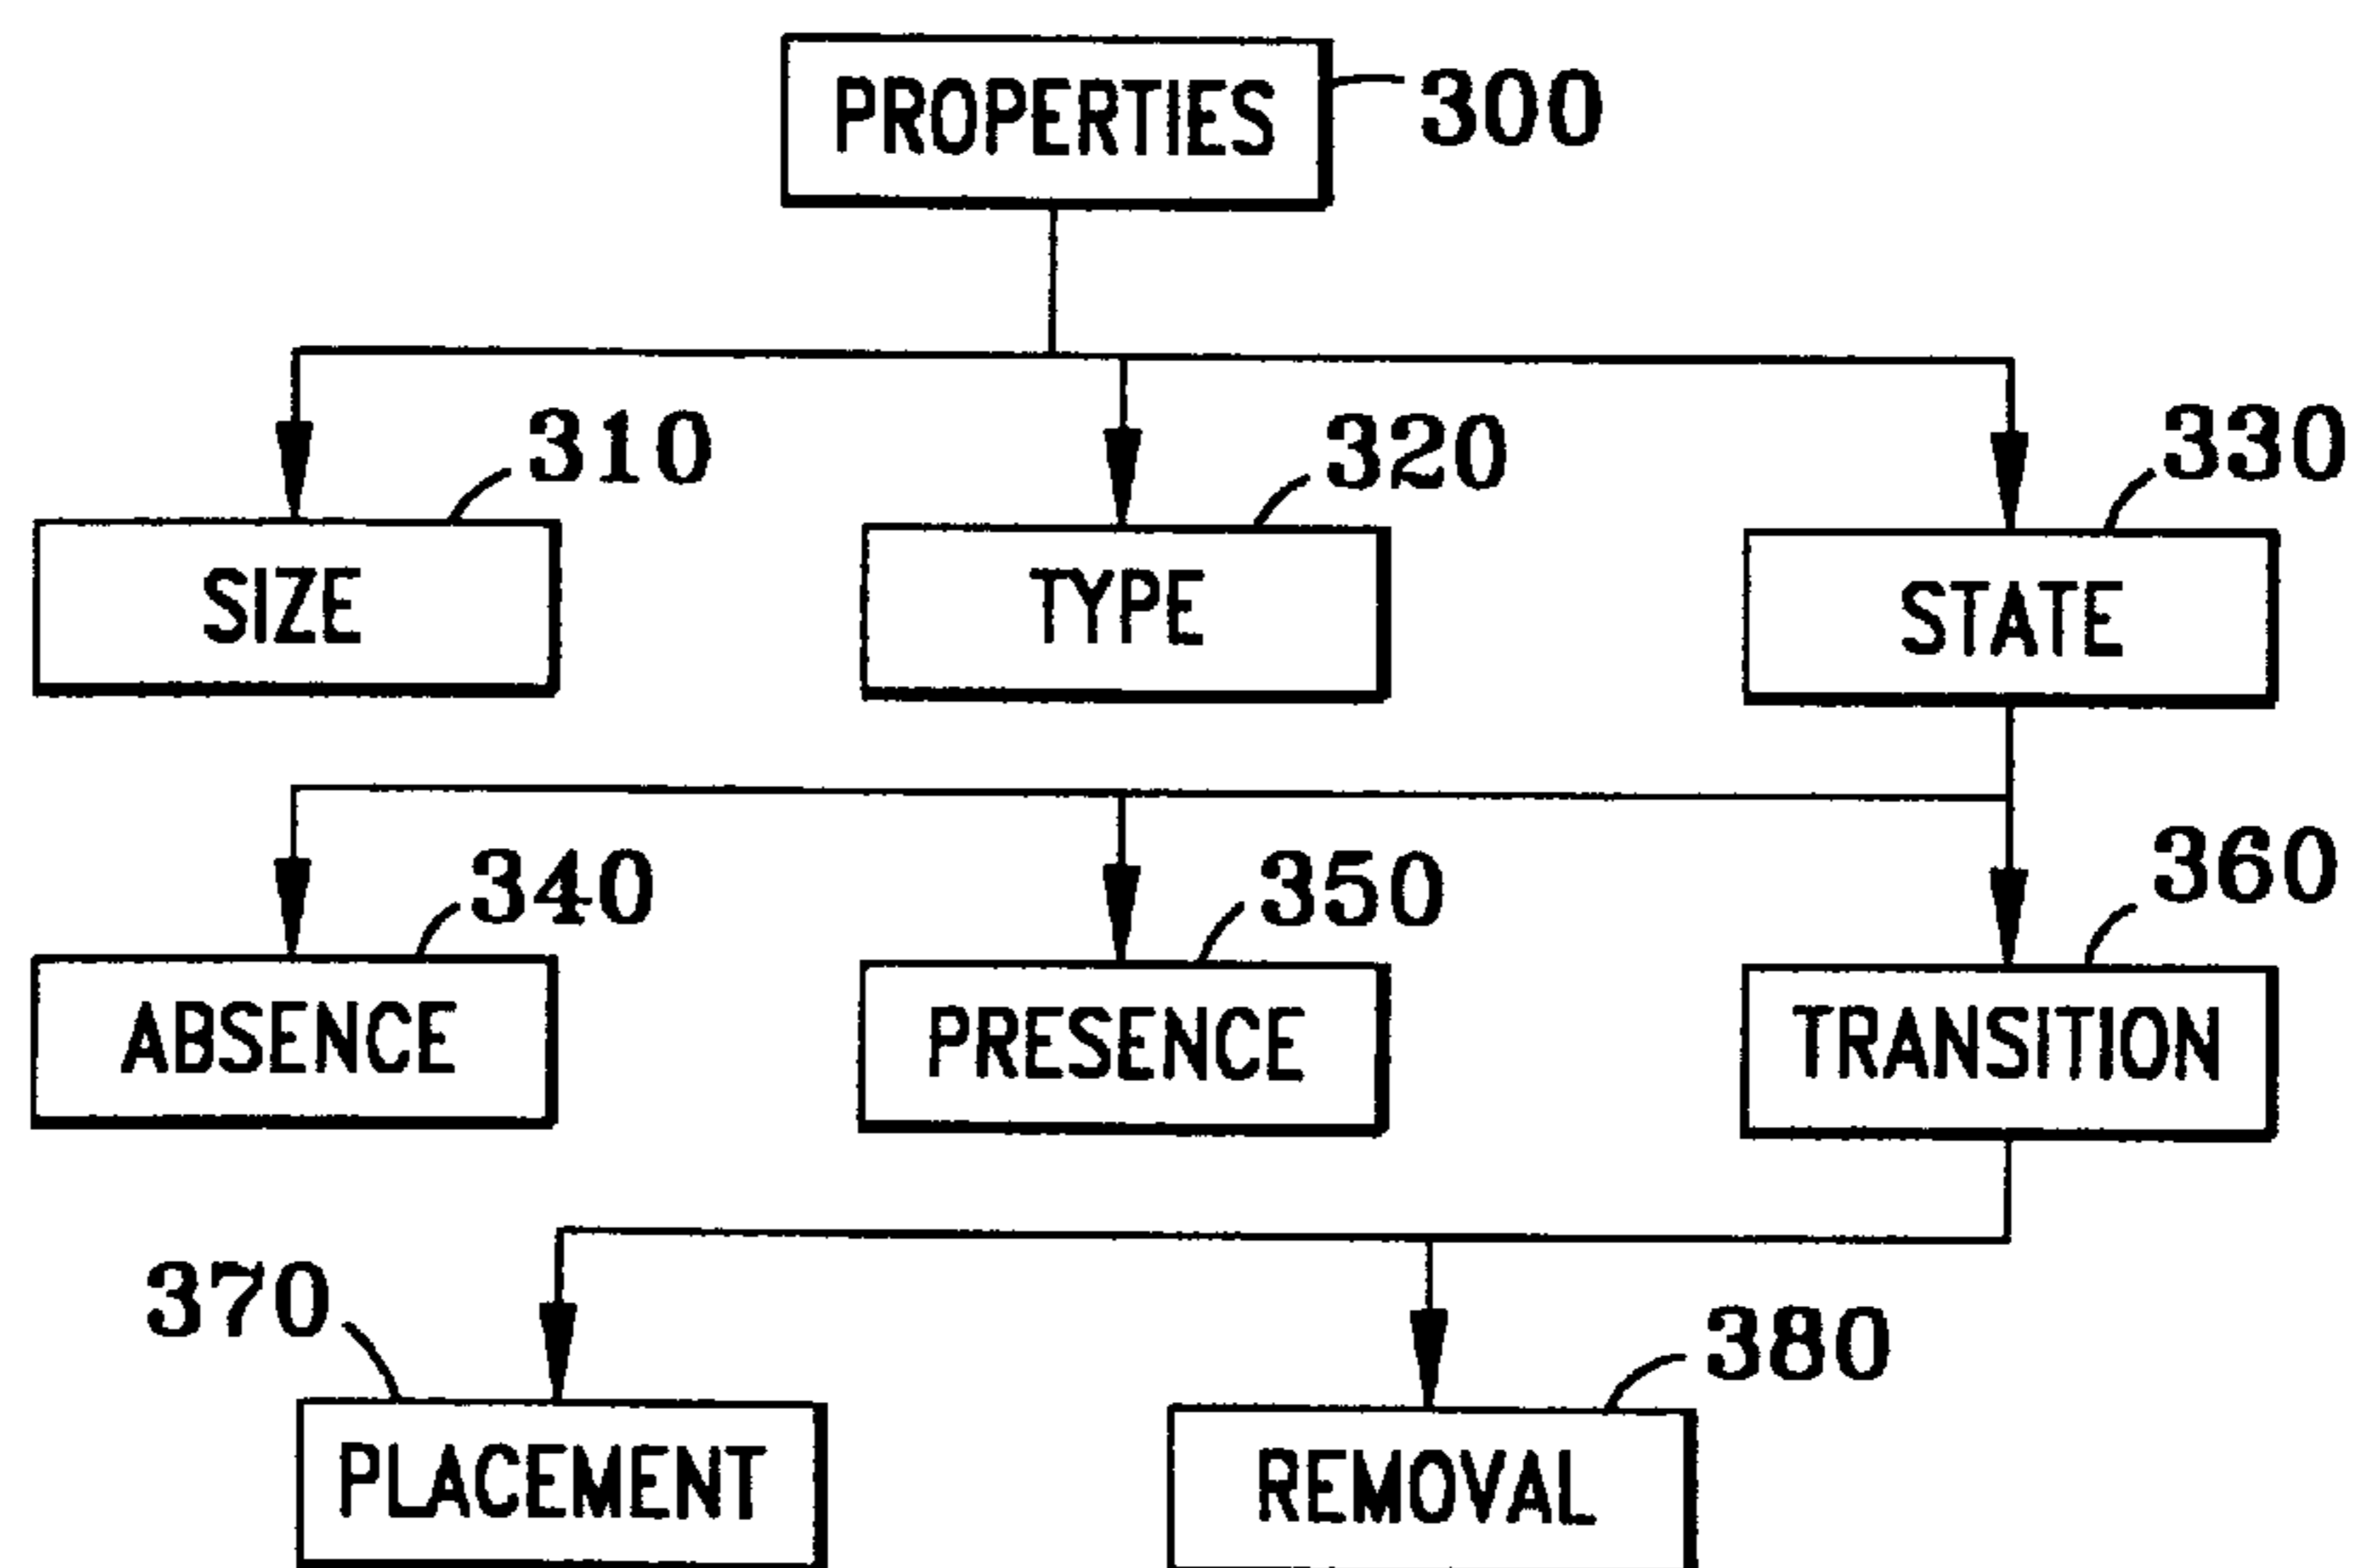 PROPERTIES 300
310 320 330
SIZE TYPE STATE
340 350 360
ABSENCE PRESENCE TRANSITION
370 380
PLACEMENT REMOVAL